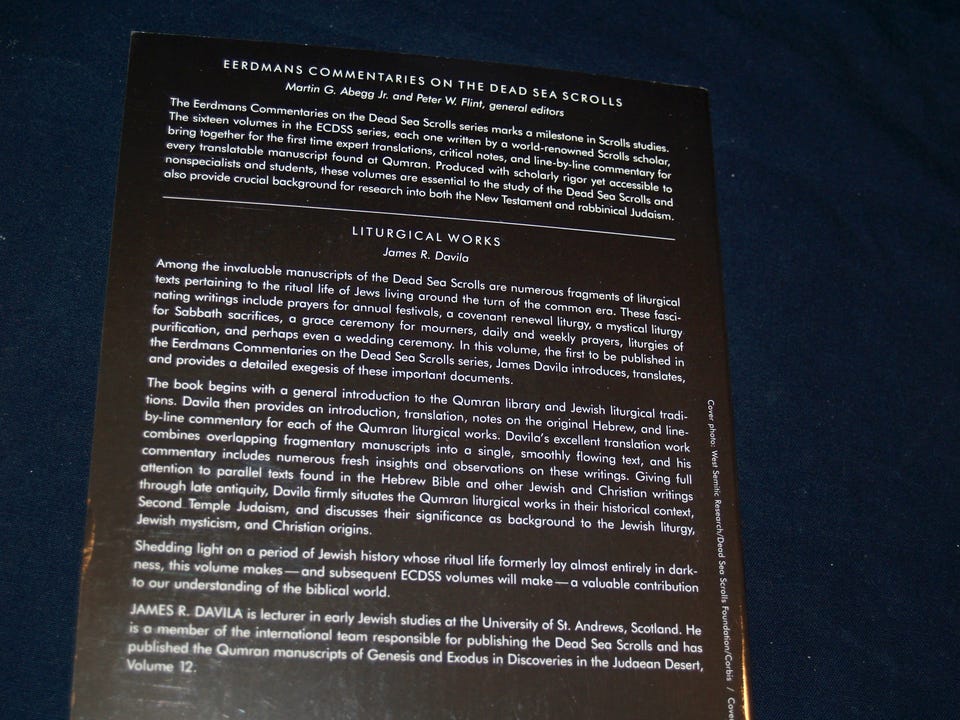 EERDMANS COMMENTARIES ON THE DEAD SEA SCROLLS
Martin G. Abegg Jr. and Peter W. Flint, general editors
The Eerdmans Commentaries on the Dead Sea Scrolls series marks a milestone in Scrolls studies.
The sixteen volumes in the ECDSS series, each one written by a world-renowned Scrolls scholar,
bring together for the first time expert translations, critical notes, and line-by-line commentary for
every translatable manuscript found at Qumran. Produced with scholarly rigor yet accessible to
nonspecialists and students, these volumes are essential to the study of the Dead Sea Scrolls and
also provide crucial background for research into both the New Testament and rabbinical Judaism.
LITURGICAL WORKS
James R. Davila
Among the invaluable manuscripts of the Dead Sea Scrolls are numerous fragments of liturgical
texts pertaining to the ritual life of Jews living around the turn of the common era. These fasci-
nating writings include prayers for annual festivals, a covenant renewal liturgy, a mystical liturgy
for Sabbath sacrifices, a grace ceremony for mourners, daily and weekly prayers, liturgies of
purification, and perhaps even a wedding ceremony. In this volume, the first to be published in
the Eerdmans Commentaries on the Dead Sea Scrolls series, James Davila introduces, translates,
and provides a detailed exegesis of these important documents.
The book begins with a general introduction to the Qumran library and Jewish liturgical tradi-
tions. Davila then provides an introduction, translation, notes on the original Hebrew, and line-
by-line commentary for each of the Qumran liturgical works. Davila's excellent translation work
combines overlapping fragmentary manuscripts into a single, smoothly flowing text, and his
commentary includes numerous fresh insights and observations on these writings. Giving full
attention to parallel texts found in the Hebrew Bible and other Jewish and Christian writings
through late antiquity, Davila firmly situates the Qumran liturgical works in their historical context,
Second Temple Judaism, and discusses their significance as background to the Jewish liturgy,
Jewish mysticism, and Christian origins.
Shedding light on a period of Jewish history whose ritual life formerly lay almost entirely in dark-
ness, this volume makes — and subsequent ECDSS volumes will make — a valuable contribution
to our understanding of the biblical world.
JAMES R. DAVILA is lecturer in early Jewish studies at the University of St. Andrews, Scotland. He
is a member of the international team responsible for publishing the Dead Sea Scrolls and has
published the Qumran manuscripts of Genesis and Exodus in Discoveries in the Judaean Desert,
Volume 12.
Cover photo: West Semitic Research/Dead Sea Scrolls Foundation/Corbis / Cove